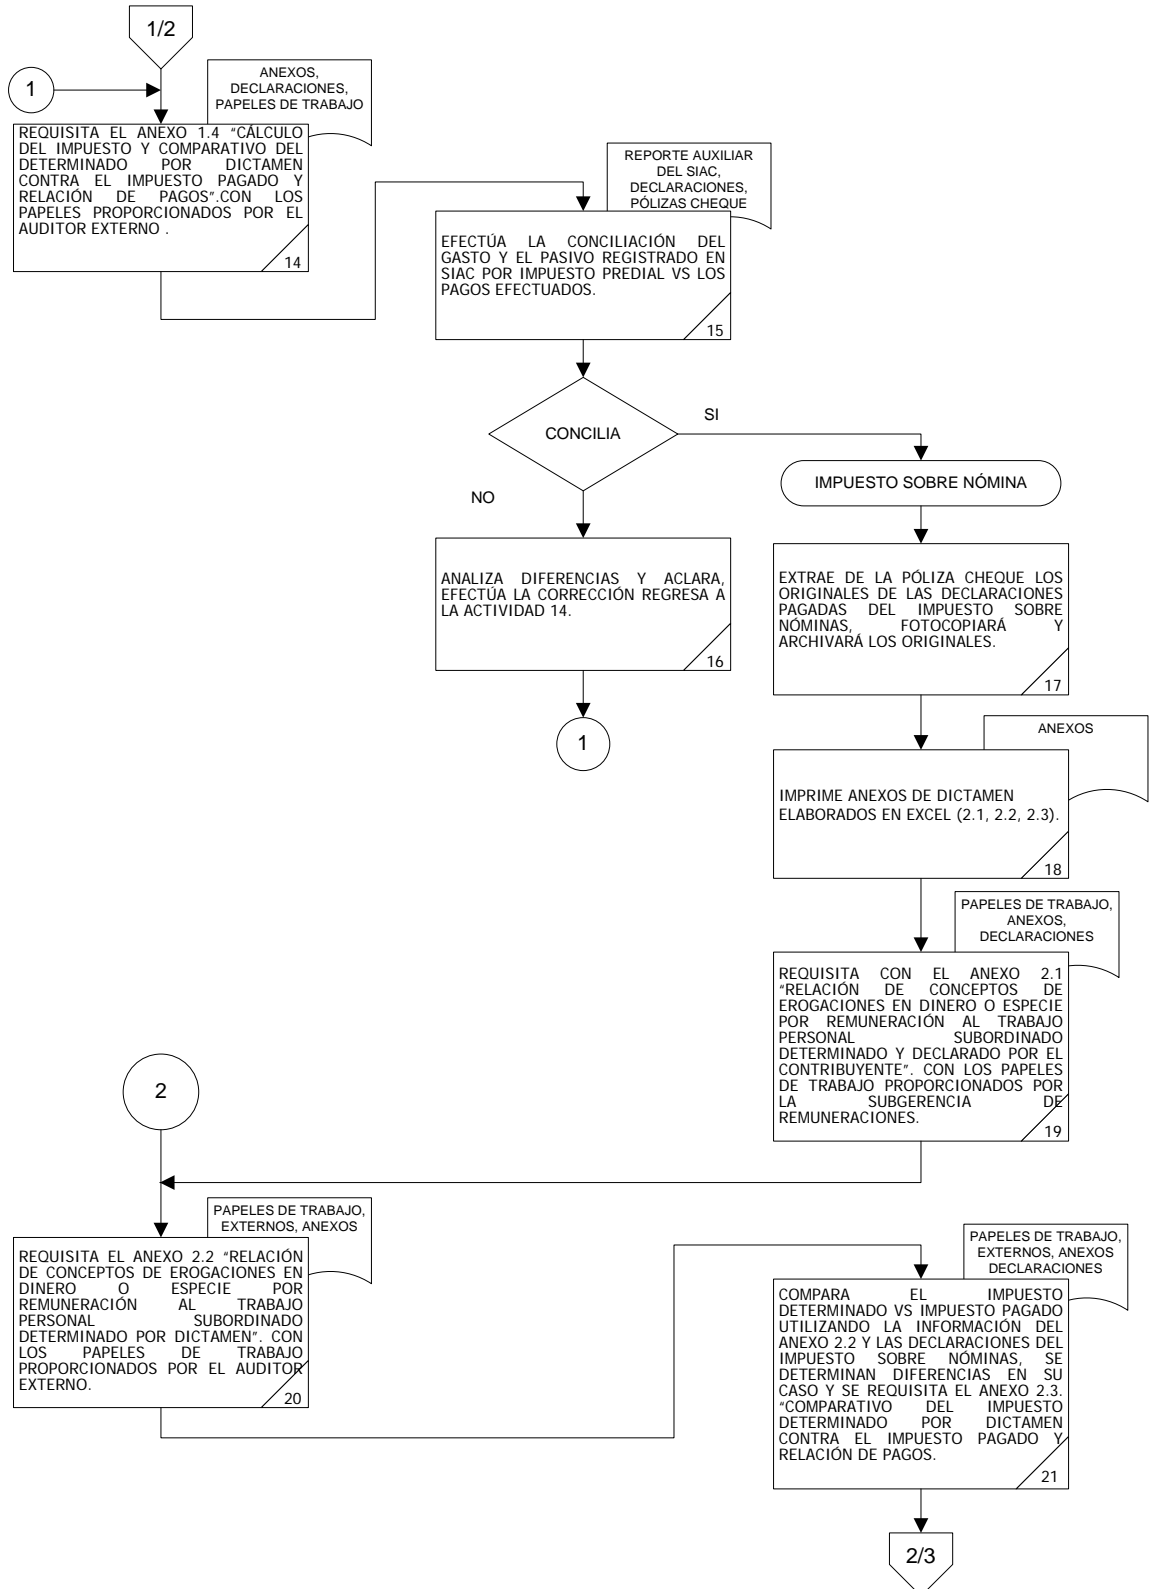 1/2
1
ANEXOS,
DECLARACIONES,
PAPELES DE TRABAJO
REQUISITA EL ANEXO 1.4 “CÁLCULO
DEL IMPUESTO Y COMPARATIVO DEL
DETERMINADO POR DICTAMEN
CONTRA EL IMPUESTO PAGADO Y
RELACIÓN DE PAGOS”.CON LOS
PAPELES PROPORCIONADOS POR EL
AUDITOR EXTERNO .
14
REPORTE AUXILIAR
DEL SIAC,
DECLARACIONES,
PÓLIZAS CHEQUE
EFECTÚA LA CONCILIACIÓN DEL
GASTO Y EL PASIVO REGISTRADO EN
SIAC POR IMPUESTO PREDIAL VS LOS
PAGOS EFECTUADOS.
15
CONCILIA
SI
NO
IMPUESTO SOBRE NÓMINA
ANALIZA DIFERENCIAS Y ACLARA,
EFECTÚA LA CORRECCIÓN REGRESA A
LA ACTIVIDAD 14.
16
1
EXTRAE DE LA PÓLIZA CHEQUE LOS
ORIGINALES DE LAS DECLARACIONES
PAGADAS DEL IMPUESTO SOBRE
NÓMINAS, FOTOCOPIARÁ Y
ARCHIVARÁ LOS ORIGINALES.
17
ANEXOS
IMPRIME ANEXOS DE DICTAMEN
ELABORADOS EN EXCEL (2.1, 2.2, 2.3).
18
PAPELES DE TRABAJO,
ANEXOS,
DECLARACIONES
REQUISITA CON EL ANEXO 2.1
“RELACIÓN DE CONCEPTOS DE
EROGACIONES EN DINERO O ESPECIE
POR REMUNERACIÓN AL TRABAJO
PERSONAL SUBORDINADO
DETERMINADO Y DECLARADO POR EL
CONTRIBUYENTE”. CON LOS PAPELES
DE TRABAJO PROPORCIONADOS POR
LA SUBGERENCIA DE
REMUNERACIONES.
19
2
PAPELES DE TRABAJO,
EXTERNOS, ANEXOS
REQUISITA EL ANEXO 2.2 “RELACIÓN
DE CONCEPTOS DE EROGACIONES EN
DINERO O ESPECIE POR
REMUNERACIÓN AL TRABAJO
PERSONAL SUBORDINADO
DETERMINADO POR DICTAMEN”. CON
LOS PAPELES DE TRABAJO
PROPORCIONADOS POR EL AUDITOR
EXTERNO.
20
PAPELES DE TRABAJO,
EXTERNOS, ANEXOS
DECLARACIONES
COMPARA EL IMPUESTO
DETERMINADO VS IMPUESTO PAGADO
UTILIZANDO LA INFORMACIÓN DEL
ANEXO 2.2 Y LAS DECLARACIONES DEL
IMPUESTO SOBRE NÓMINAS, SE
DETERMINAN DIFERENCIAS EN SU
CASO Y SE REQUISITA EL ANEXO 2.3.
“COMPARATIVO DEL IMPUESTO
DETERMINADO POR DICTAMEN
CONTRA EL IMPUESTO PAGADO Y
RELACIÓN DE PAGOS.
21
2/3